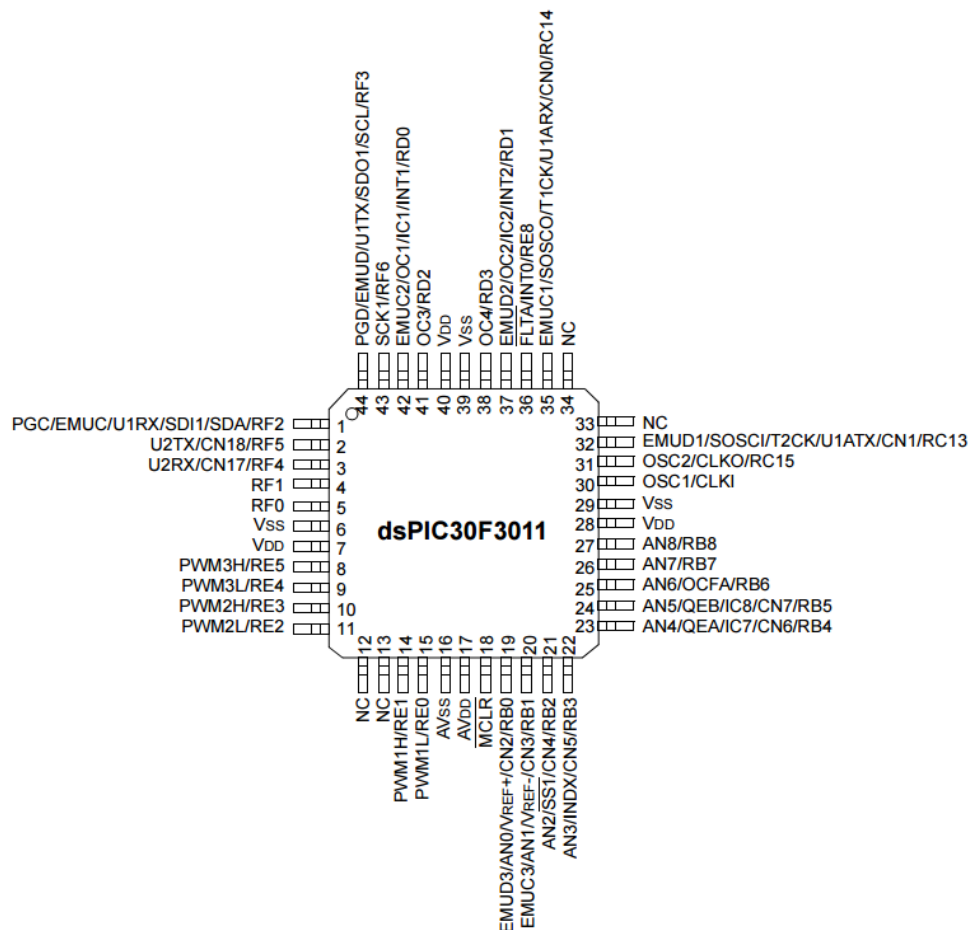 PGD/EMUD/U1TX/SDO1/SCL/RF3
SCK1/RF6
EMUC2/OC1/IC1/INT1/RD0
OC3/RD2
VDD
VSS
OC4/RD3
EMUD2/OC2/IC2/INT2/RD1
FLTA/INT0/RE8
EMUC1/SOSCO/T1CK/U1ARX/CN0/RC14
NC
44 43 42 41 40 39 38 37 36 35 34
PGC/EMUC/U1RX/SDI1/SDA/RF2 1
U2TX/CN18/RF5 2
U2RX/CN17/RF4 3
RF1 4
RF0 5
VSS 6
VDD 7
PWM3H/RE5 8
PWM3L/RE4 9
PWM2H/RE3 10
PWM2L/RE2 11
dsPIC30F3011
33 NC
32 EMUD1/SOSCI/T2CK/U1ATX/CN1/RC13
31 OSC2/CLKO/RC15
30 OSC1/CLKI
29 VSS
28 VDD
27 AN8/RB8
26 AN7/RB7
25 AN6/OCFA/RB6
24 AN5/QEB/IC8/CN7/RB5
23 AN4/QEA/IC7/CN6/RB4
12 13 14 15 16 17 18 19 20 21 22
NC
NC
PWM1H/RE1
PWM1L/RE0
AVSS
AVDD
MCLR
EMUD3/AN0/VREF+/CN2/RB0
EMUC3/AN1/VREF-/CN3/RB1
AN2/SS1/CN4/RB2
AN3/INDX/CN5/RB3